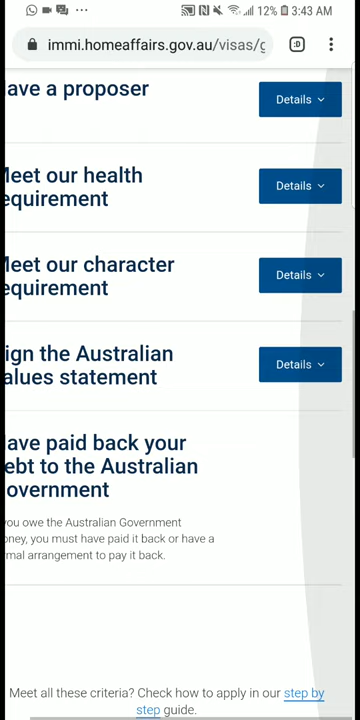 12% 3:43 AM
immi.homeaffairs.gov.au/visas/g
:D
ave a proposer
Details
eet our health
equirement
Details
eet our character
equirement
Details
ign the Australian
alues statement
Details
ave paid back your
ebt to the Australian
overnment
you owe the Australian Government
oney, you must have paid it back or have a
rmal arrangement to pay it back.
Meet all these criteria? Check how to apply in our step by
step guide.